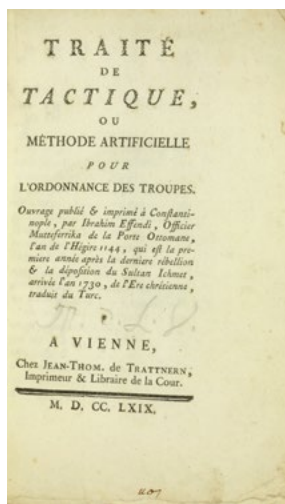 TRAITÉ
DE
TACTIQUE,
OU
MÉTHODE ARTIFICIELLE
POUR
L'ORDONNANCE DES TROUPES.
Ouvrage publié & imprimé à Constanti-
nople, par Ibrahim Effendi, Officier
Mutteferrika de la Porte Ottomane,
l'an de l'Hégire 1144, qui est la pre-
miere année après la derniere rébellion
& la déposition du Sultan Ichmet,
arrivée l'an 1730, de l'Ere chrétienne,
traduit du Turc.
A VIENNE,
Chez JEAN-THOM. de TRATTNERN,
Imprimeur & Libraire de la Cour.
M. D. CC. LXIX.